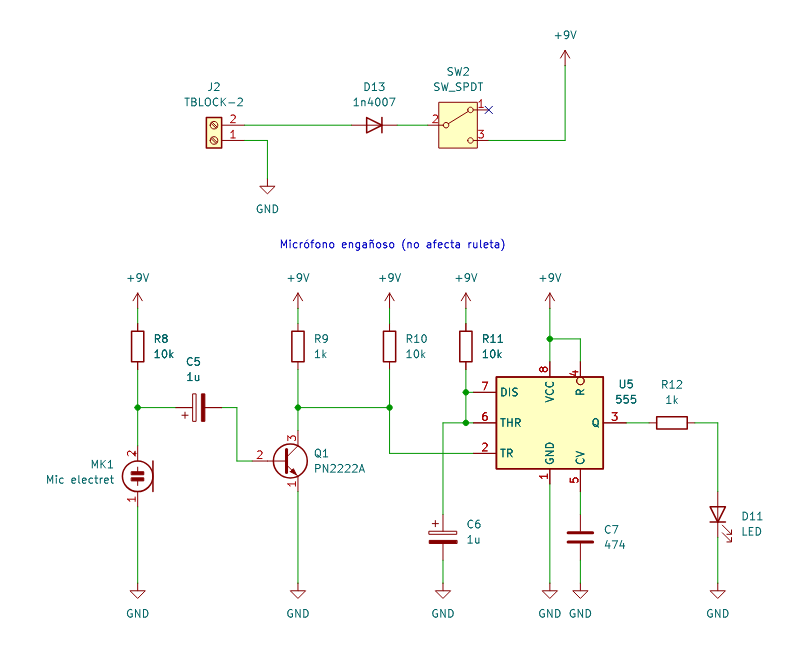 +9V
J2
TBLOCK-2
D13
1n4007
SW2
SW_SPDT
2
1
2
1
3
GND
Micrófono engañoso (no afecta ruleta)
+9V
+9V
+9V
+9V
+9V
R8
10k
R9
1k
R10
10k
R11
10k
C5
1u
8
4
U5
555
R12
1k
7
DIS
VCC
R
6
THR
Q
3
2
TR
GND
CV
1
5
MK1
Mic electret
2
1
2
3
1
Q1
PN2222A
C6
1u
C7
474
D11
LED
GND
GND
GND
GND
GND
GND